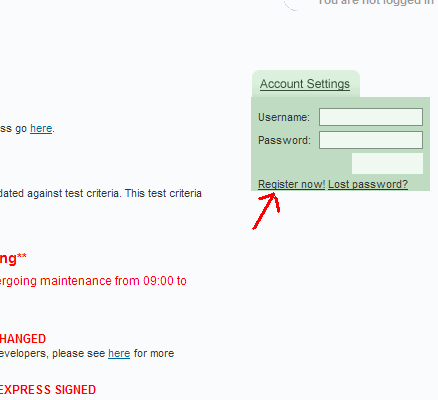 You are not logged in
Account Settings
Username:
ss go here.
Password:
Register now! Lost password?
dated against test criteria. This test criteria
ng**
ergoing maintenance from 09:00 to
HANGED
evelopers, please see here for more
EXPRESS SIGNED